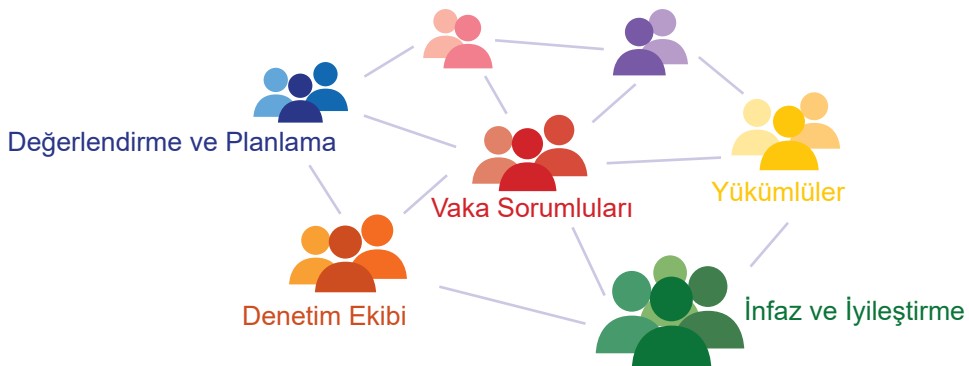 Değerlendirme ve Planlama
Yükümlüler
Vaka Sorumluları
Denetim Ekibi
İnfaz ve İyileştirme